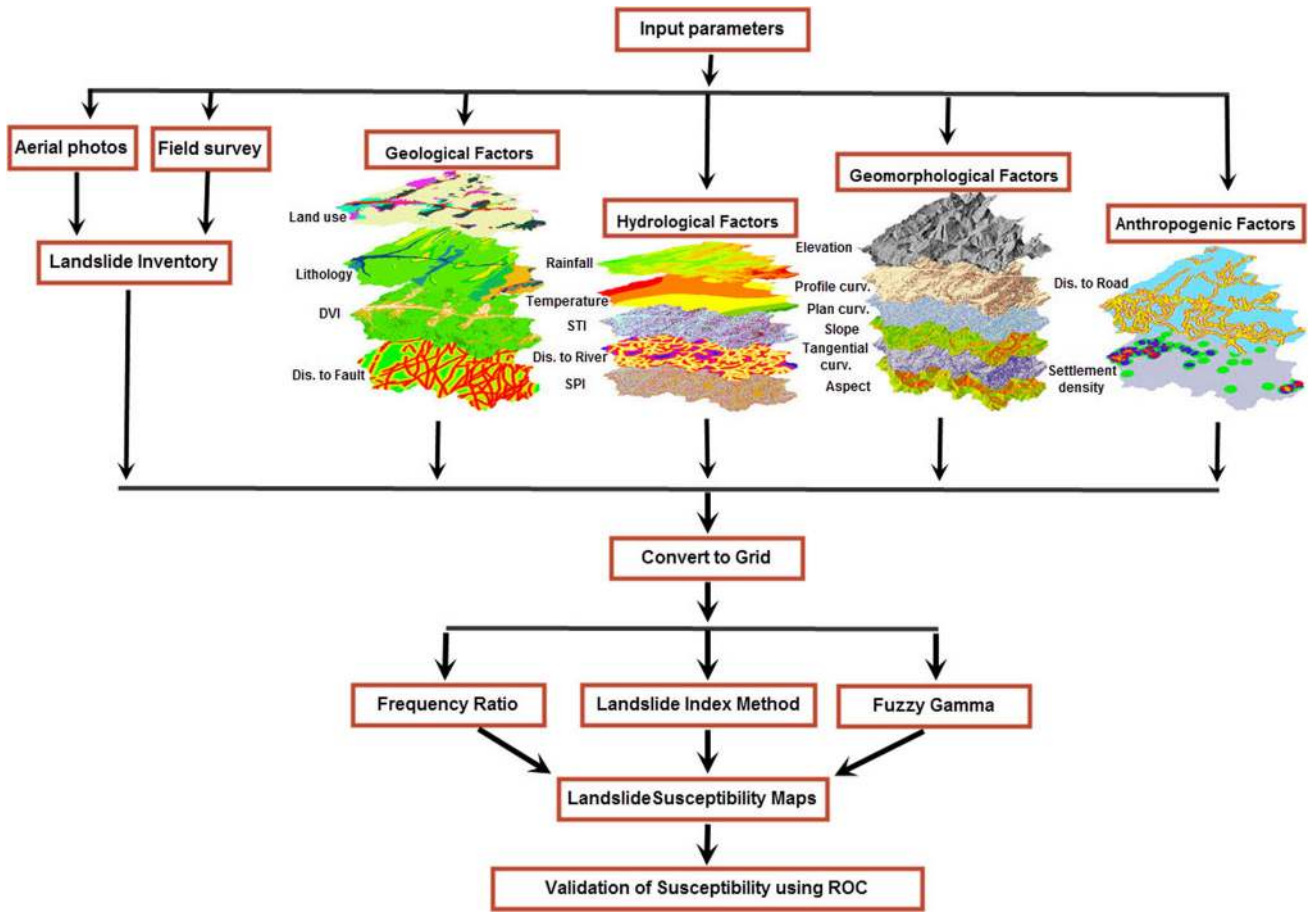 Input parameters
Aerial photos
Field survey
Landslide Inventory
Geological Factors
Land use
Lithology
DVI
Dis. to Fault
Hydrological Factors
Rainfall
Temperature
STI
Dis. to River
SPI
Geomorphological Factors
Elevation
Profile curv.
Plan curv.
Slope
Tangential
curv.
Aspect
Anthropogenic Factors
Dis. to Road
Settlement
density
Convert to Grid
Frequency Ratio
Landslide Index Method
Fuzzy Gamma
Landslide Susceptibility Maps
Validation of Susceptibility using ROC